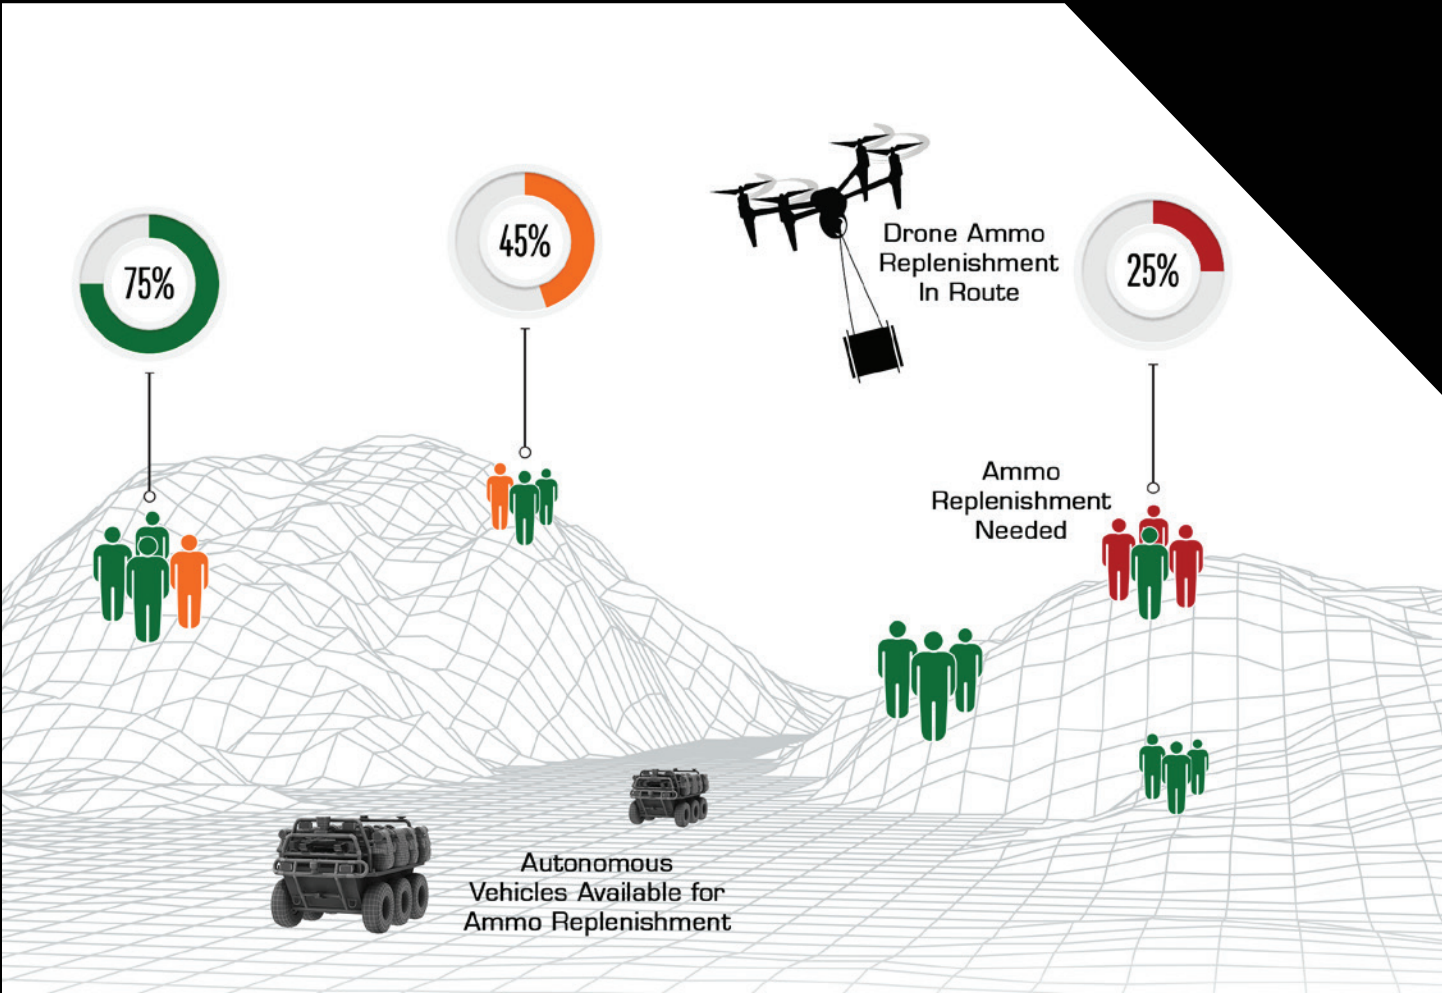 75%
45%
Drone Ammo
Replenishment
In Route
25%
Ammo
Replenishment
Needed
Autonomous
Vehicles Available for
Ammo Replenishment